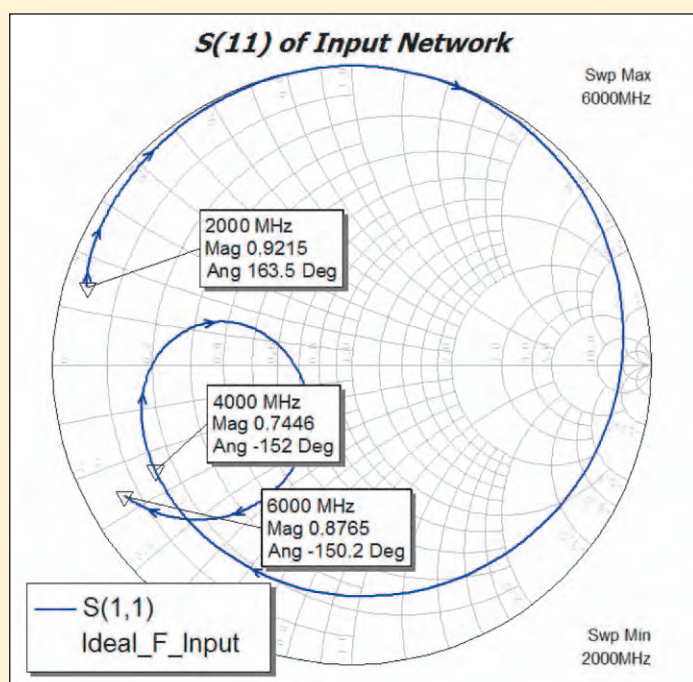 S(11) of Input Network
Swp Max
6000MHz
2000 MHz
Mag 0.9215
Ang 163.5 Deg
4000 MHz
Mag 0.7446
Ang -152 Deg
6000 MHz
Mag 0.8765
Ang -150.2 Deg
S(1,1)
Ideal_F_Input
Swp Min
2000MHz